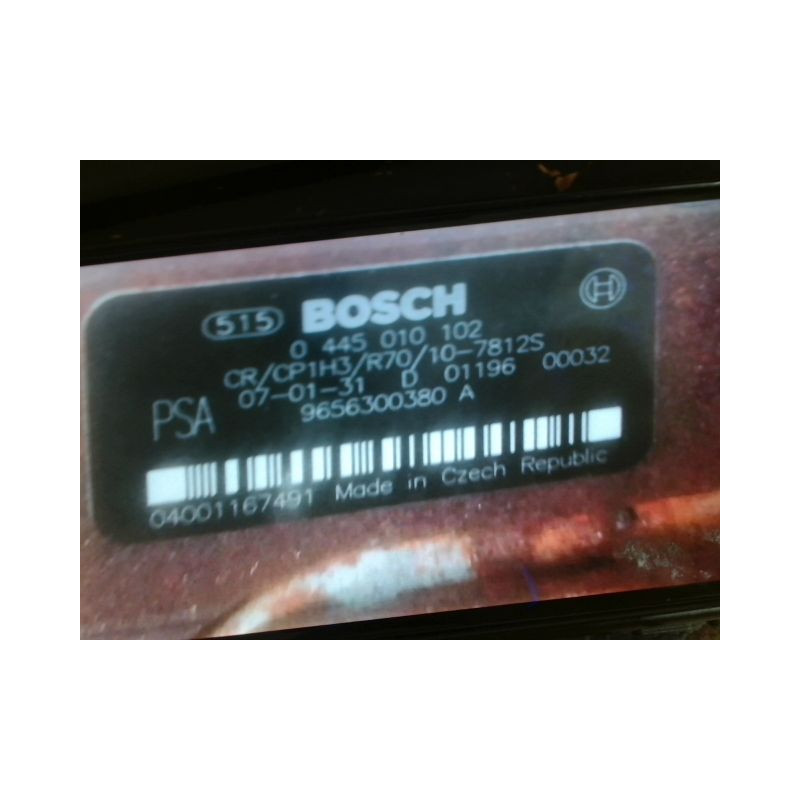 515 BOSCH
0 445 010 102
CR/CP1H3/R70/10-7812S
07-01-31 D 01196 00032
PSA 9656300380 A
04001167491 Made in Czech Republic